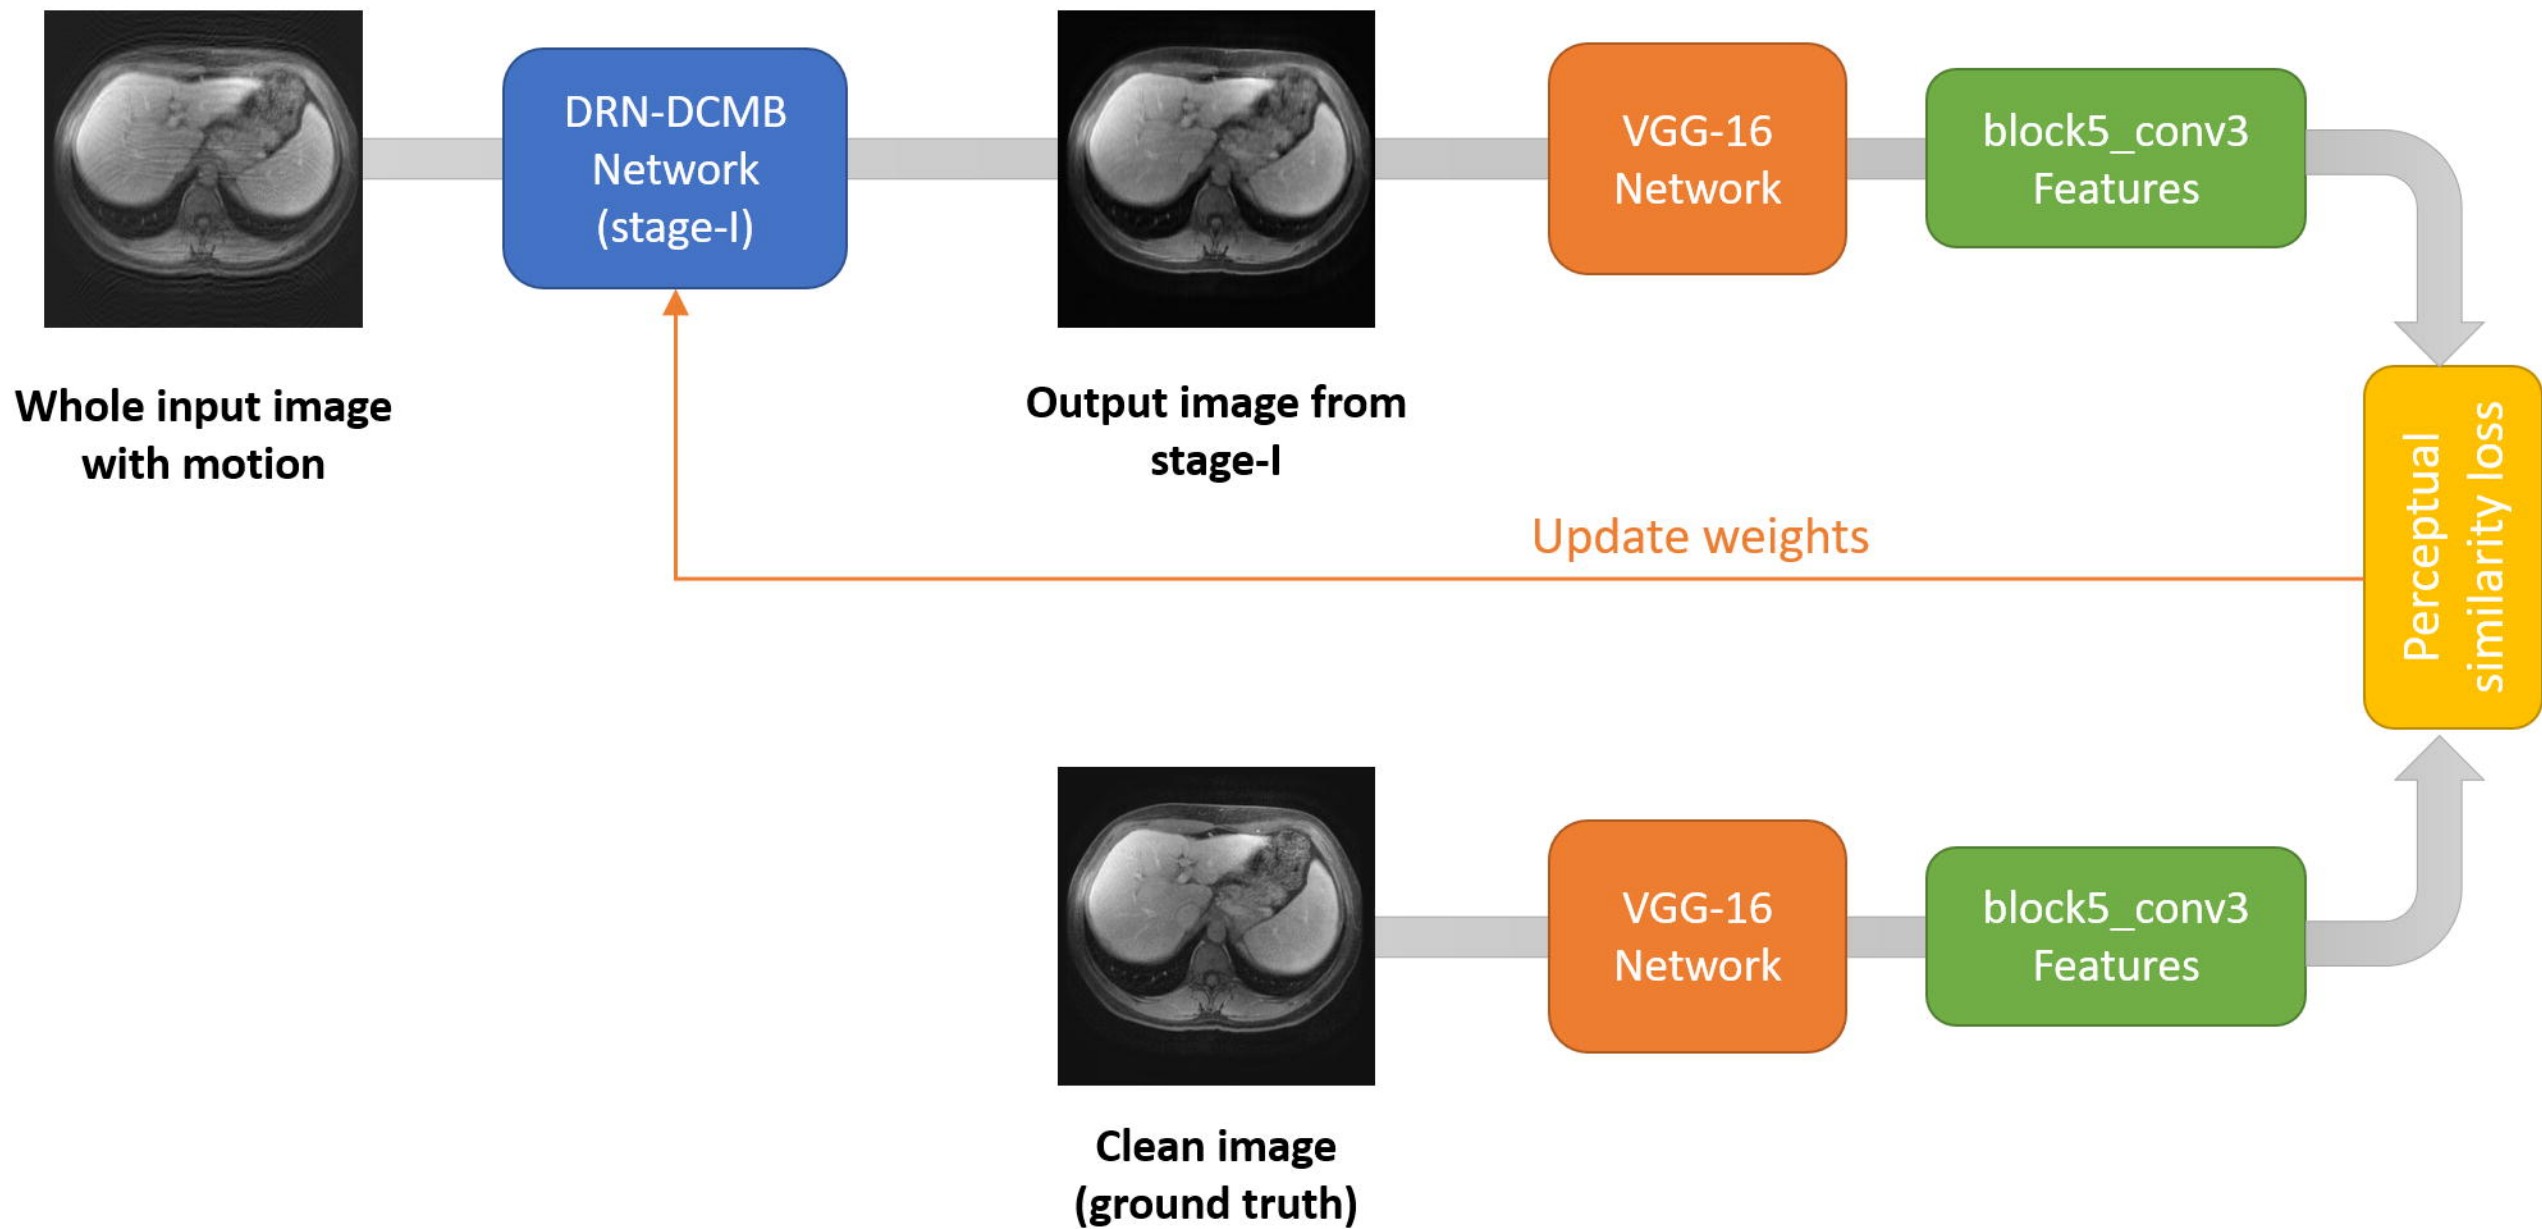 DRN-DCMB
Network
(stage-I)
VGG-16
Network
block5_conv3
Features
Whole input image
with motion
Output image from
stage-I
Update weights
Perceptual
similarity loss
VGG-16
Network
block5_conv3
Features
Clean image
(ground truth)